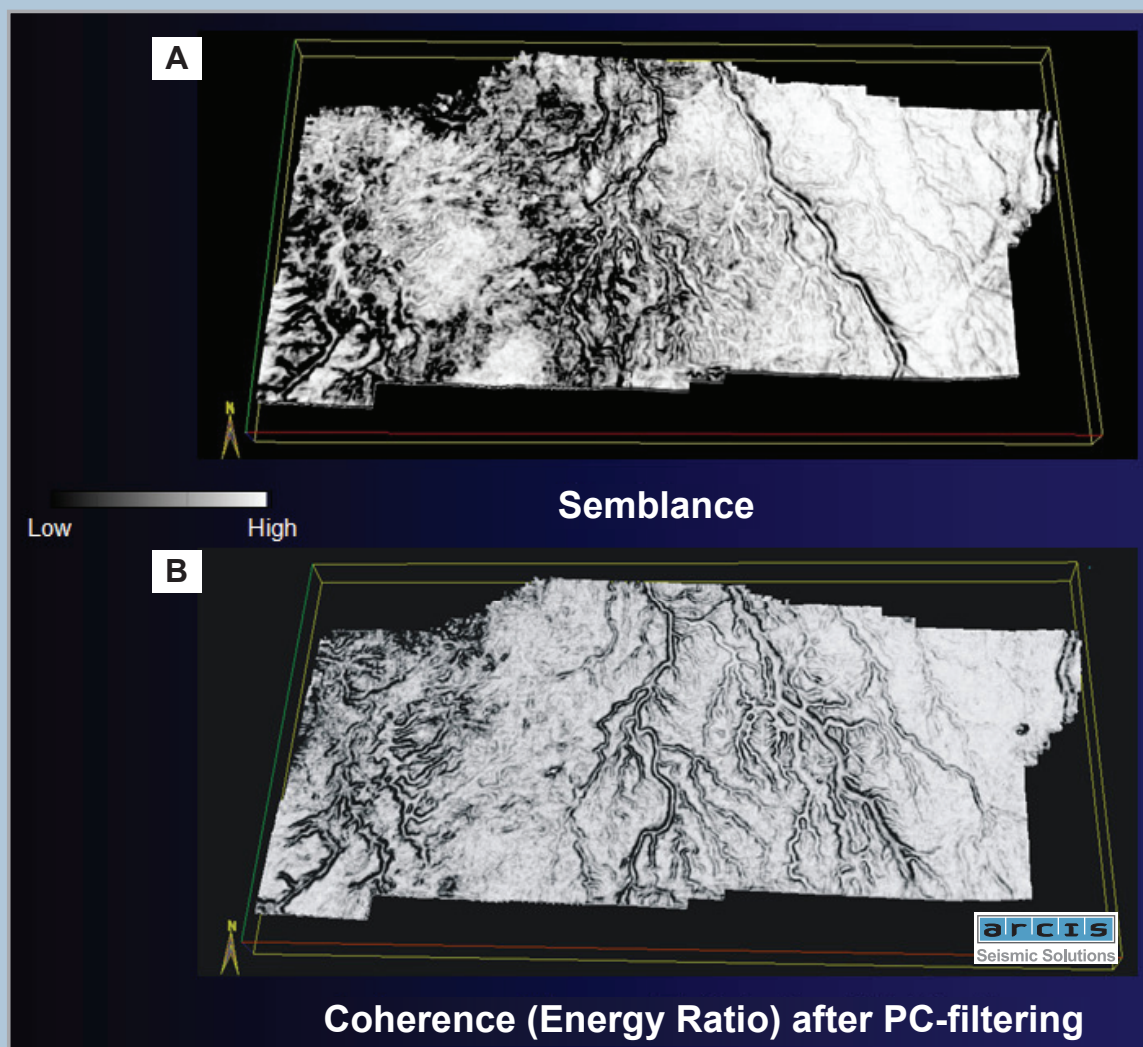 A
N
Semblance
Low High
B
N
arcis
Seismic Solutions
Coherence (Energy Ratio) after PC-filtering